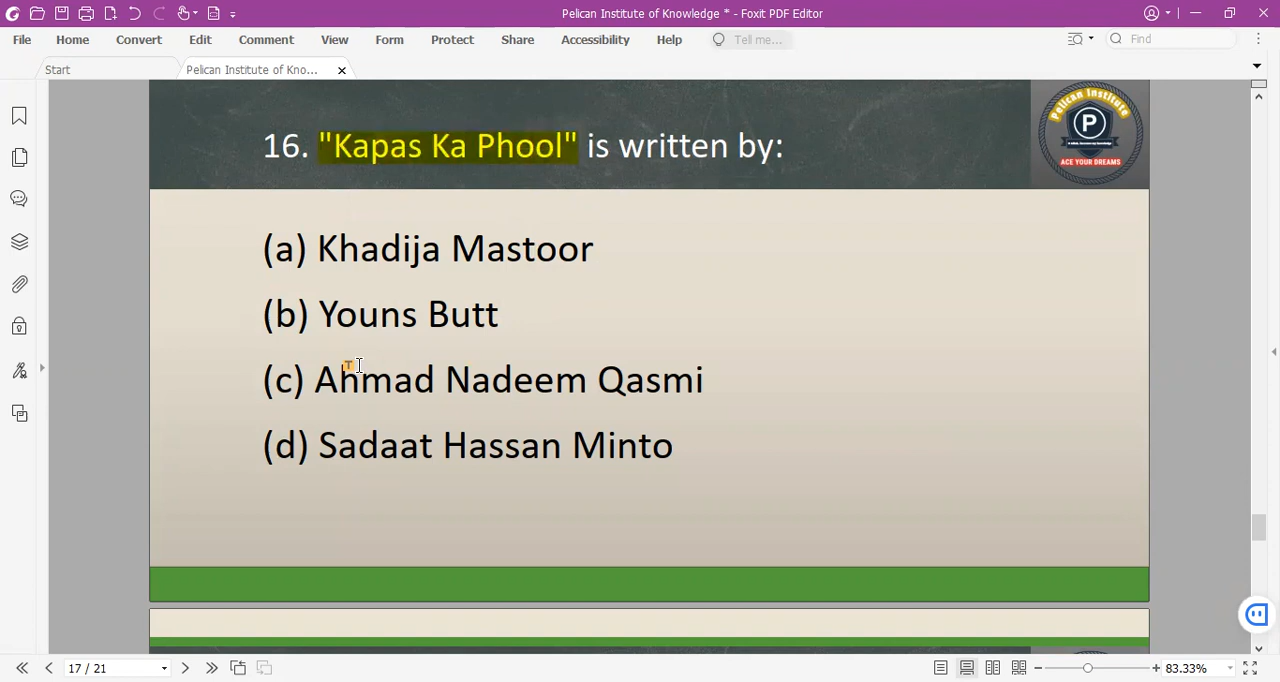 Pelican Institute of Knowledge * - Foxit PDF Editor
File Home Convert Edit Comment View Form Protect Share Accessibility Help Tell me... Find
Start Pelican Institute of Kno...
16. "Kapas Ka Phool" is written by:
Pelican Institute
P
ACE YOUR DREAMS
(a) Khadija Mastoor
(b) Youns Butt
(c) Ahmad Nadeem Qasmi
(d) Sadaat Hassan Minto
17 / 21 83.33%